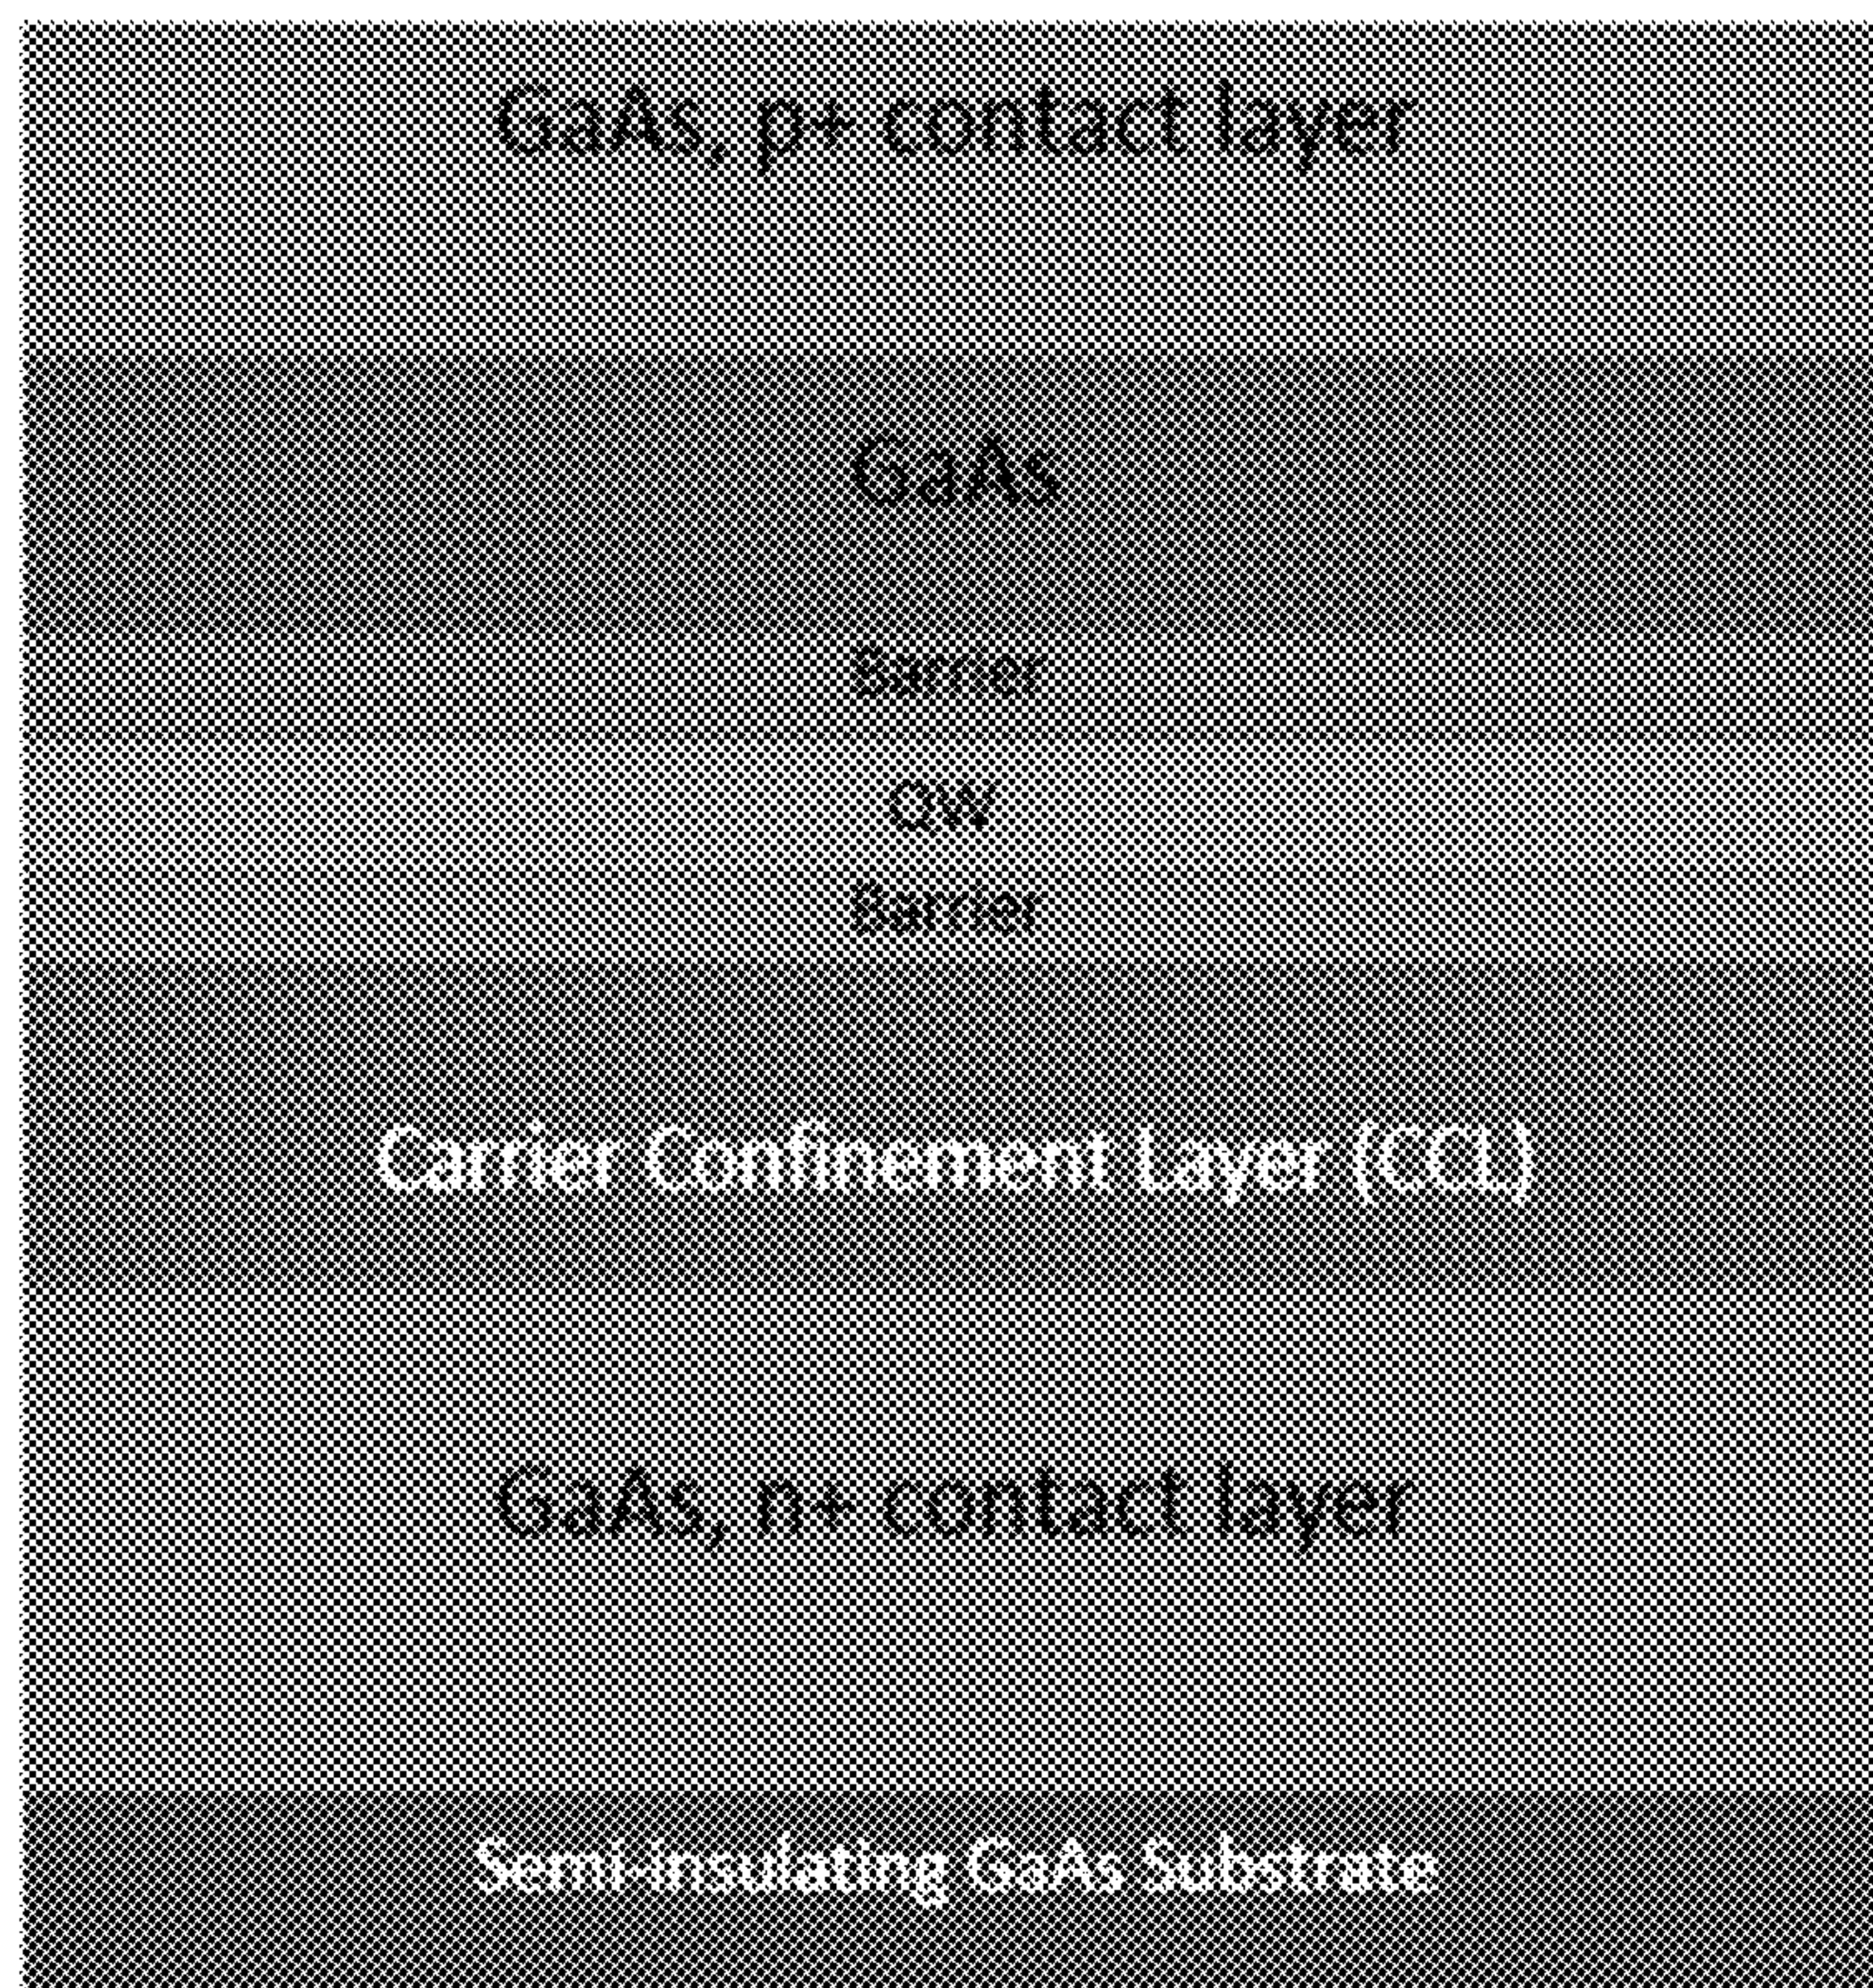 GaAs, p+ contact layer
GaAs
Barrier
QW
Barrier
Carrier Confinement Layer (CCL)
GaAs, n+ contact layer
Semi-insulating GaAs Substrate